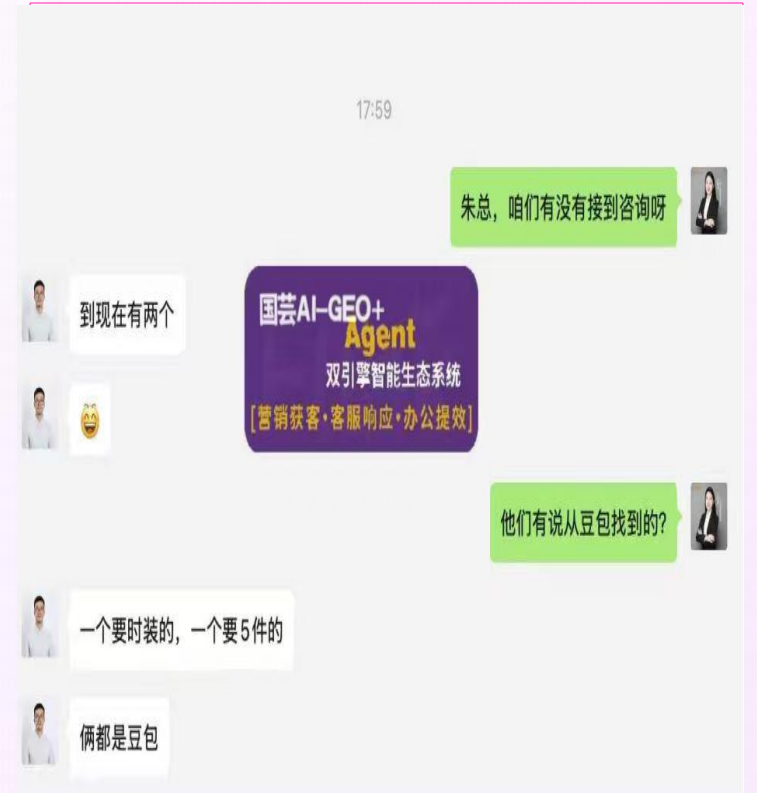 17:59
朱总，咱们有没有接到咨询呀
到现在有两个
国芸AI-GEO+
Agent
双引擎智能生态系统
[营销获客·客服响应·办公提效]
他们有说从豆包找到的?
一个要时装的，一个要5件的
俩都是豆包